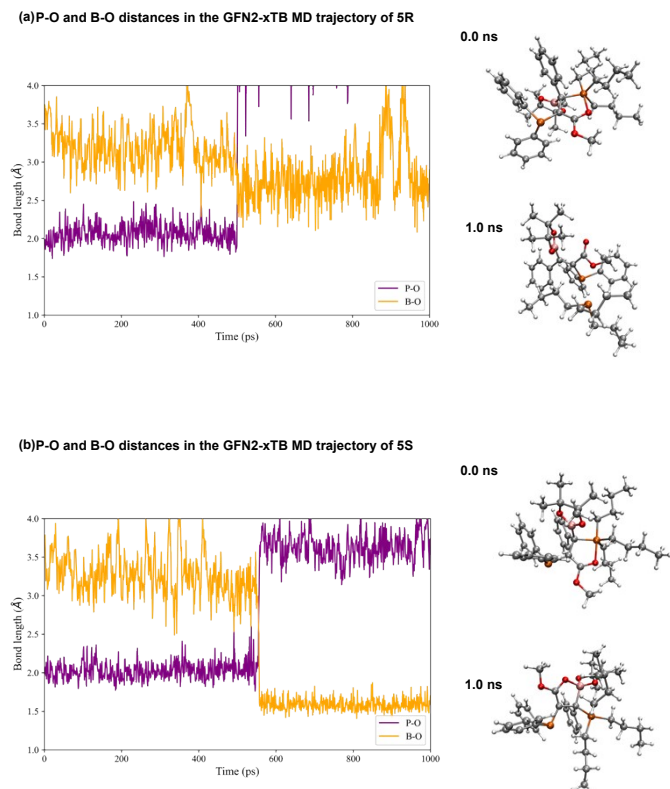 (a)P-O and B-O distances in the GFN2-xTB MD trajectory of 5R
0.0 ns
4.0
3.5
3.0
2.5
2.0
1.5
1.0
Bond length (Å)
P-O
B-O
0 200 400 600 800 1000
Time (ps)
1.0 ns
(b)P-O and B-O distances in the GFN2-xTB MD trajectory of 5S
0.0 ns
4.0
3.5
3.0
2.5
2.0
1.5
1.0
Bond length (Å)
P-O
B-O
0 200 400 600 800 1000
Time (ps)
1.0 ns